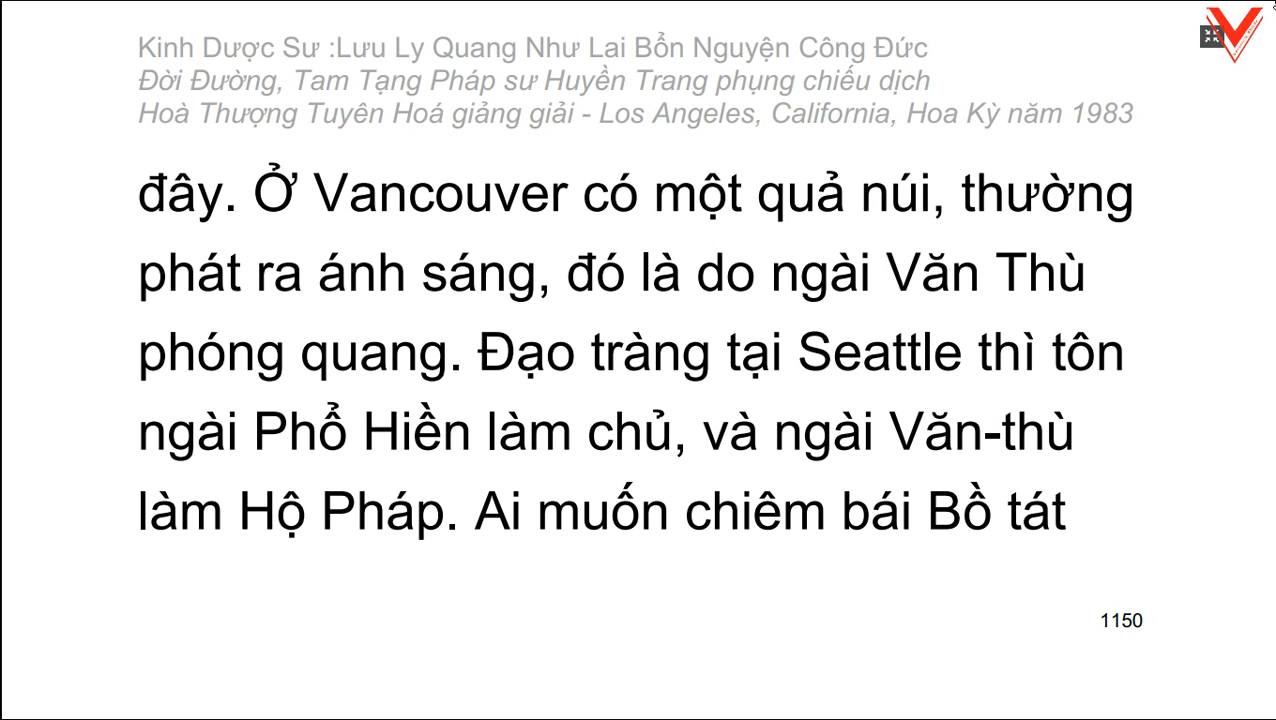 Kinh Dược Sư :Lưu Ly Quang Như Lai Bổn Nguyện Công Đức
Đời Đường, Tam Tạng Pháp sư Huyền Trang phụng chiếu dịch
Hoà Thượng Tuyên Hoá giảng giải - Los Angeles, California, Hoa Kỳ năm 1983
đây. Ở Vancouver có một quả núi, thường
phát ra ánh sáng, đó là do ngài Văn Thù
phóng quang. Đạo tràng tại Seattle thì tôn
ngài Phổ Hiền làm chủ, và ngài Văn-thù
làm Hộ Pháp. Ai muốn chiêm bái Bồ tát
1150